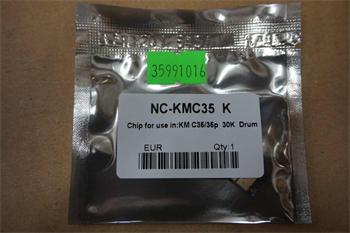 35991016
NC-KMC35 K
Chip for use in:KM C35/35p 30K Drum
EUR Qty:1